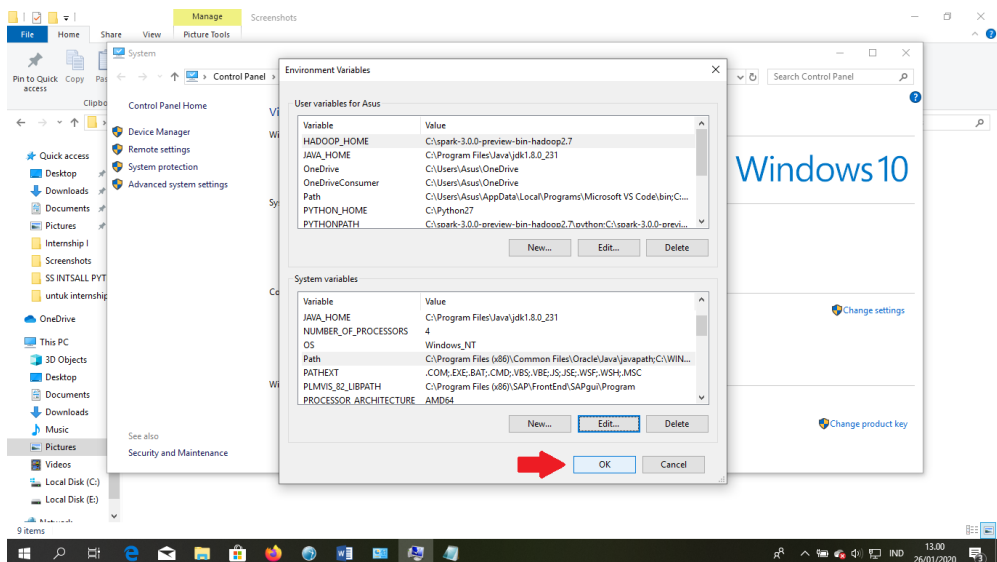 Manage
Screenshots
File
Home
Share
View
Picture Tools
Pin to Quick access
Copy
Clipbo
System
Control Panel
Search Control Panel
Control Panel Home
Device Manager
Remote settings
System protection
Advanced system settings
See also
Security and Maintenance
Quick access
Desktop
Downloads
Documents
Pictures
Internship I
Screenshots
SS INTSALL PYT
untuk internship
OneDrive
This PC
3D Objects
Desktop
Documents
Downloads
Music
Pictures
Videos
Local Disk (C:)
Local Disk (E:)
9 items
Environment Variables
User variables for Asus
Variable Value
HADOOP_HOME C:\spark-3.0.0-preview-bin-hadoop2.7
JAVA_HOME C:\Program Files\Java\jdk1.8.0_231
OneDrive C:\Users\Asus\OneDrive
OneDriveConsumer C:\Users\Asus\OneDrive
Path C:\Users\Asus\AppData\Local\Programs\Microsoft VS Code\bin;C:...
PYTHON_HOME C:\Python27
PYTHONPATH C:\spark-3.0.0-preview-bin-hadoop2.7\python;C:\spark-3.0.0-previ...
New... Edit... Delete
System variables
Variable Value
JAVA_HOME C:\Program Files\Java\jdk1.8.0_231
NUMBER_OF_PROCESSORS 4
OS Windows_NT
Path C:\Program Files (x86)\Common Files\Oracle\Java\javapath;C:\WIN...
PATHEXT .COM;.EXE;.BAT;.CMD;.VBS;.VBE;.JS;.JSE;.WSF;.WSH;.MSC
PLMVIS_82_LIBPATH C:\Program Files (x86)\SAP\FrontEnd\SAPgui\Program
PROCESSOR_ARCHITECTURE AMD64
New... Edit... Delete
OK Cancel
Windows 10
Change settings
Change product key
IND
13.00
26/01/2020